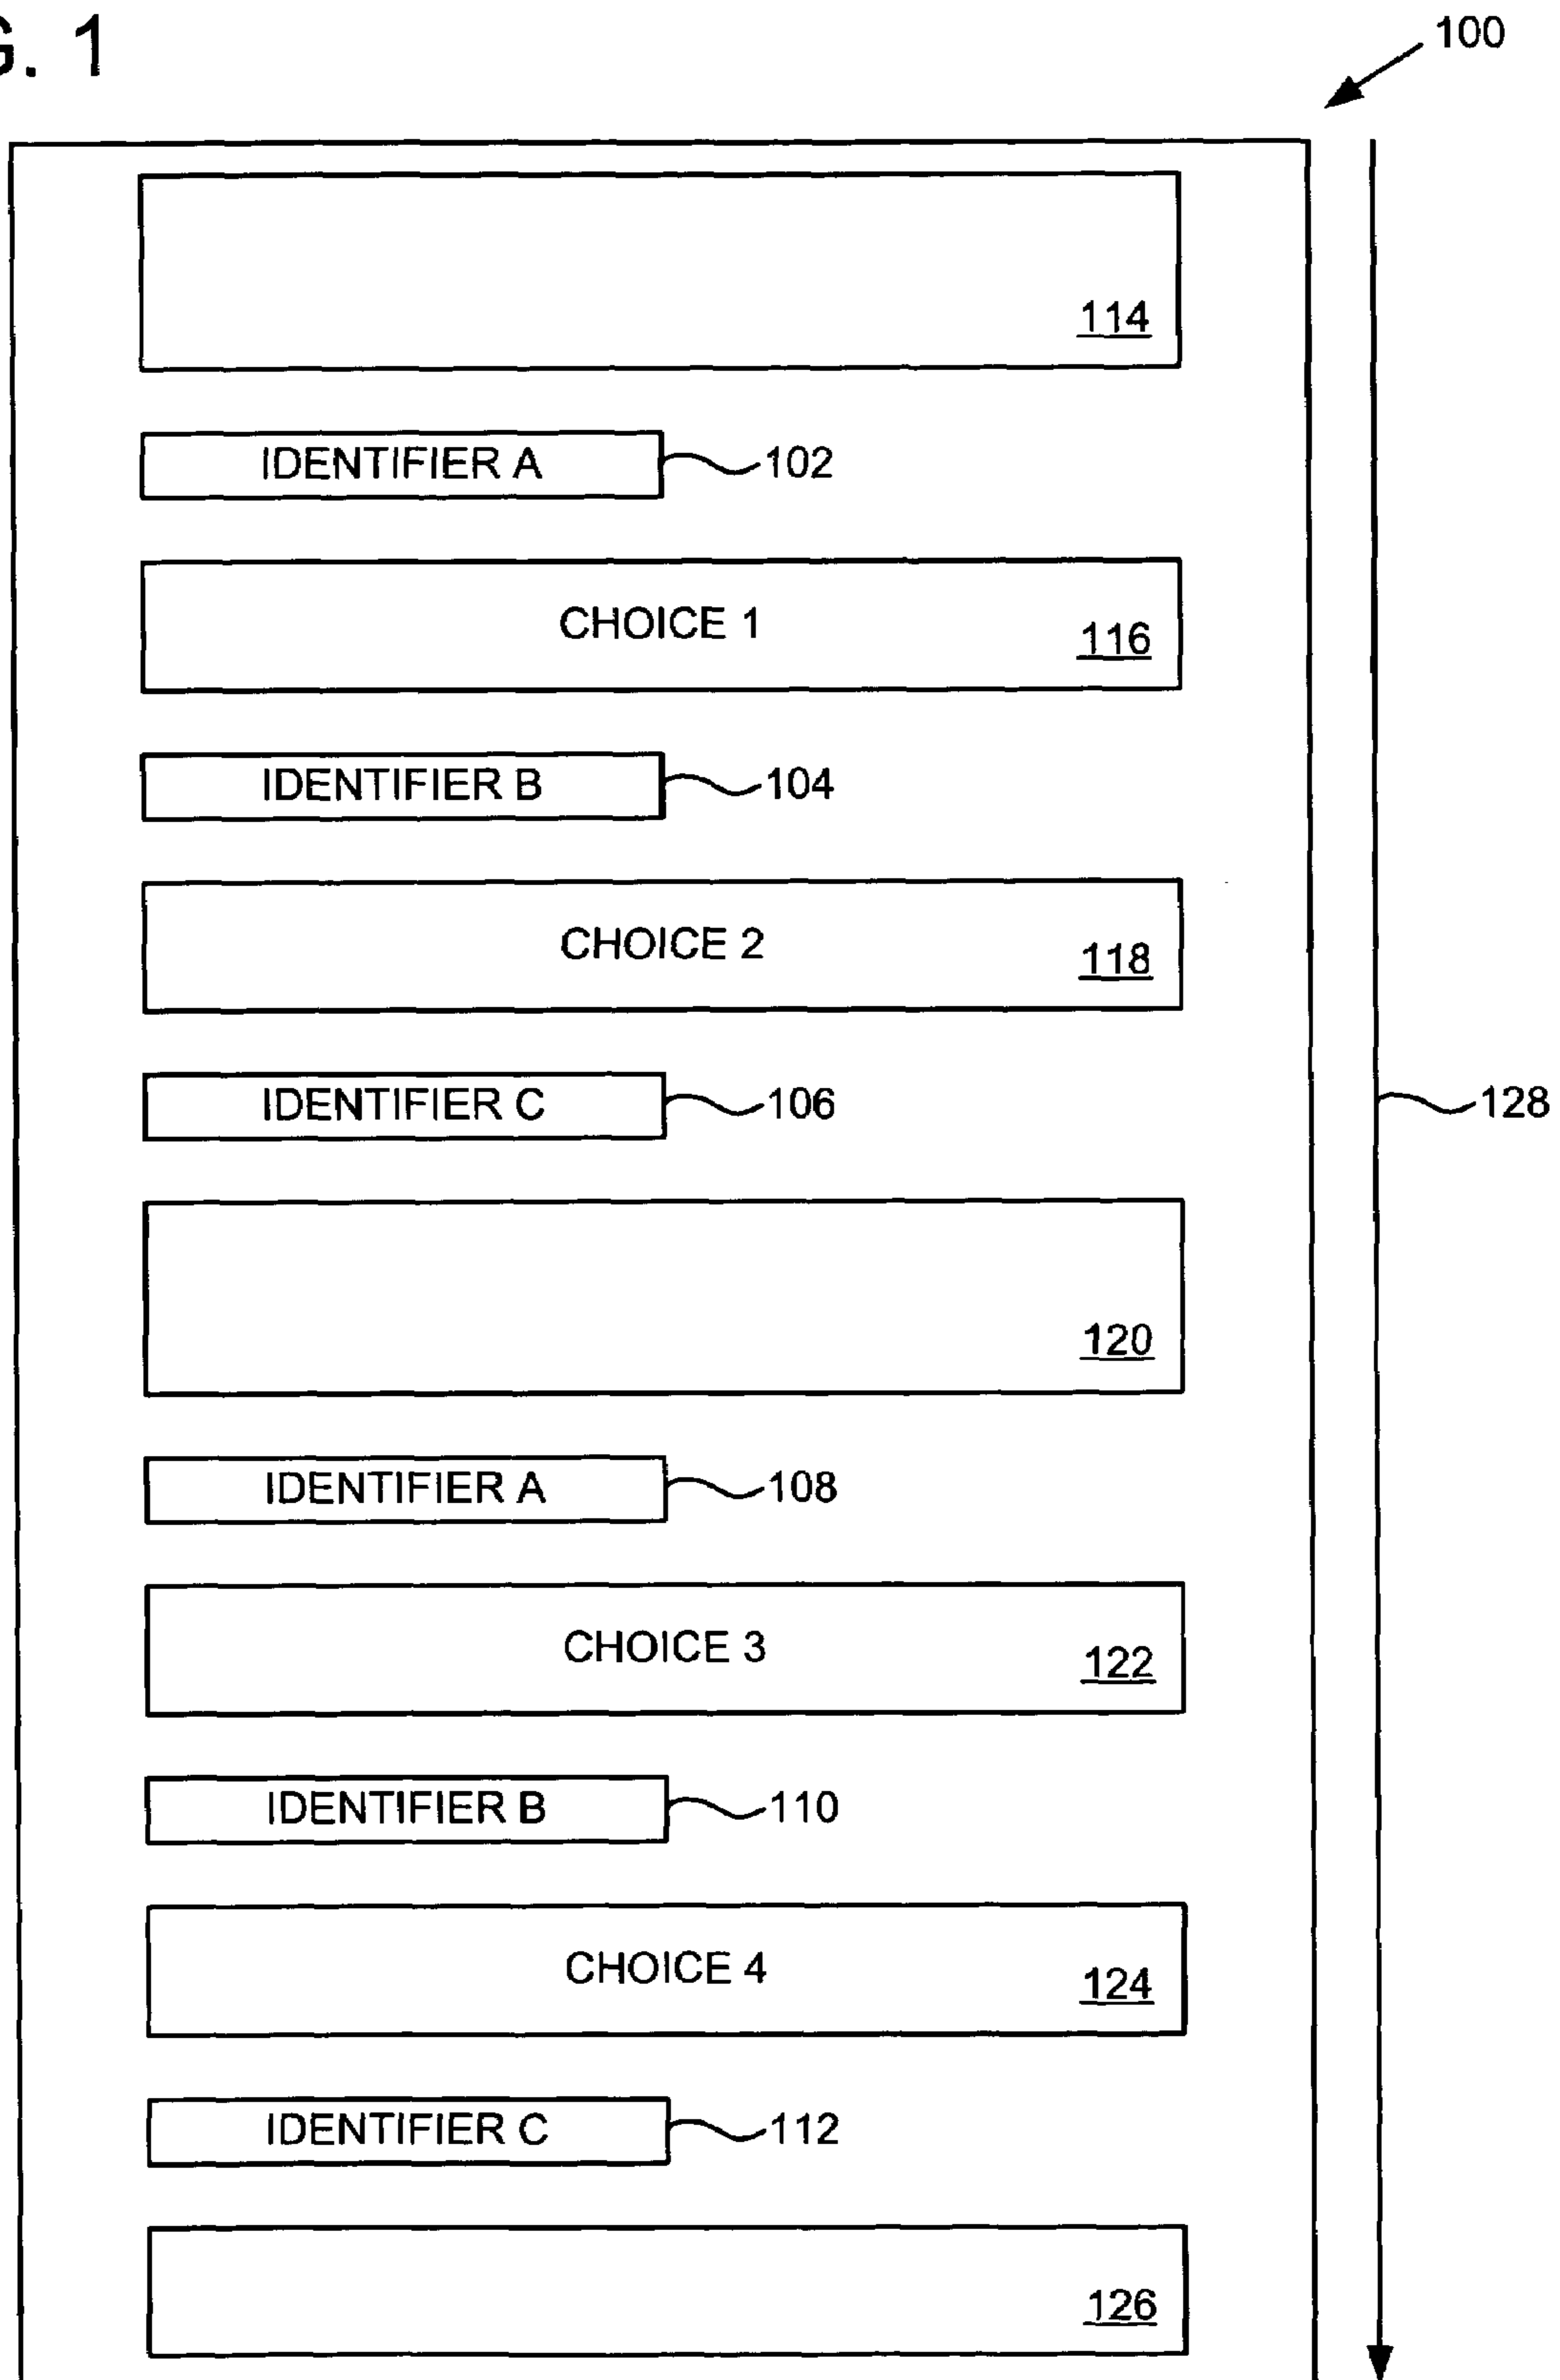 G. 1
100
114
IDENTIFIER A 102
CHOICE 1 116
IDENTIFIER B 104
CHOICE 2 118
IDENTIFIER C 106
128
120
IDENTIFIER A 108
CHOICE 3 122
IDENTIFIER B 110
CHOICE 4 124
IDENTIFIER C 112
126